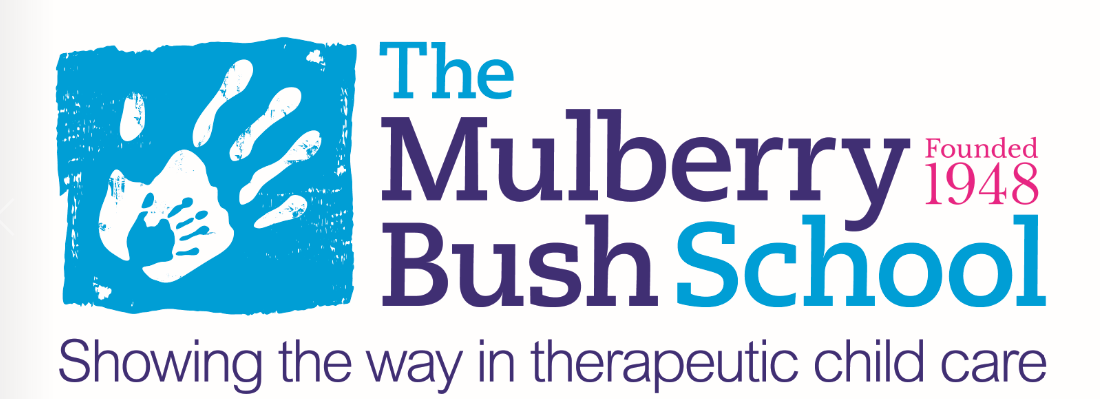 The
Mulberry
Founded
1948
Bush School
Showing the way in therapeutic child care